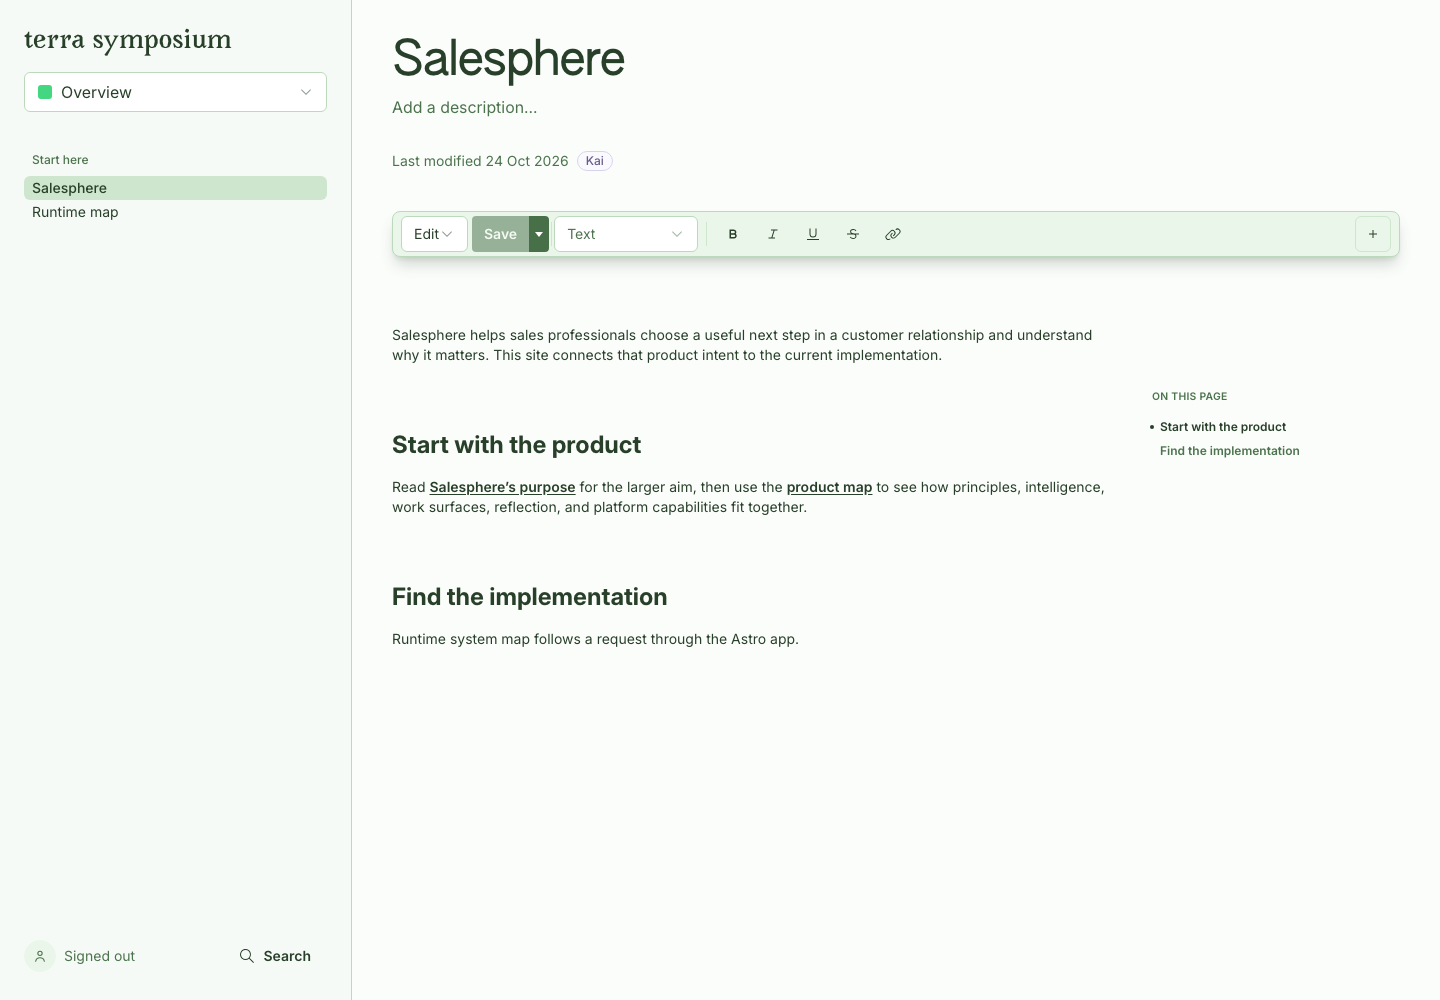 terra symposium
Overview
Start here
Salesphere
Runtime map
Signed out
Search
Salesphere
Add a description...
Last modified 24 Oct 2026 Kai
Edit Save Text B I U S
Salesphere helps sales professionals choose a useful next step in a customer relationship and understand
why it matters. This site connects that product intent to the current implementation.
Start with the product
Read Salesphere’s purpose for the larger aim, then use the product map to see how principles, intelligence,
work surfaces, reflection, and platform capabilities fit together.
Find the implementation
Runtime system map follows a request through the Astro app.
ON THIS PAGE
Start with the product
Find the implementation